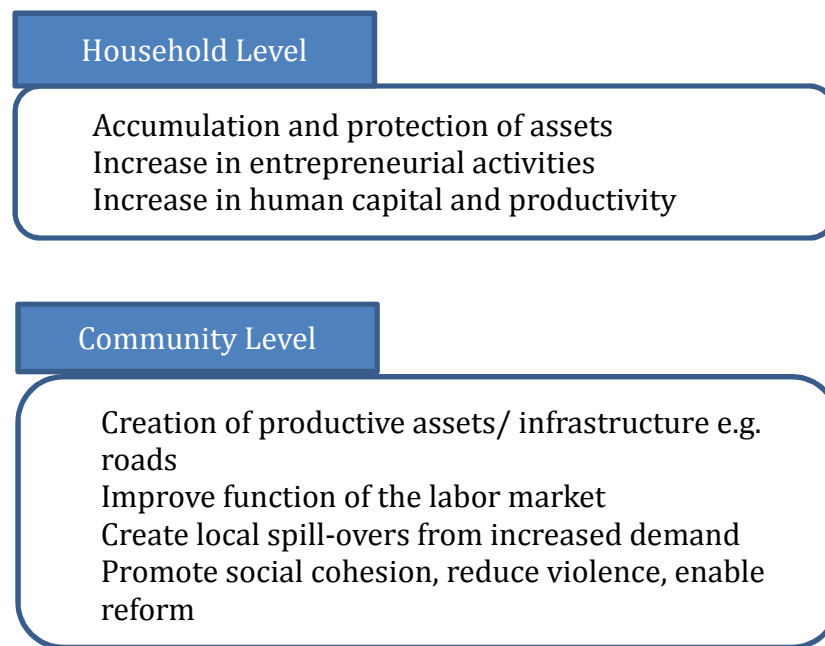 Household Level
Accumulation and protection of assets
Increase in entrepreneurial activities
Increase in human capital and productivity
Community Level
Creation of productive assets/ infrastructure e.g.
roads
Improve function of the labor market
Create local spill-overs from increased demand
Promote social cohesion, reduce violence, enable
reform